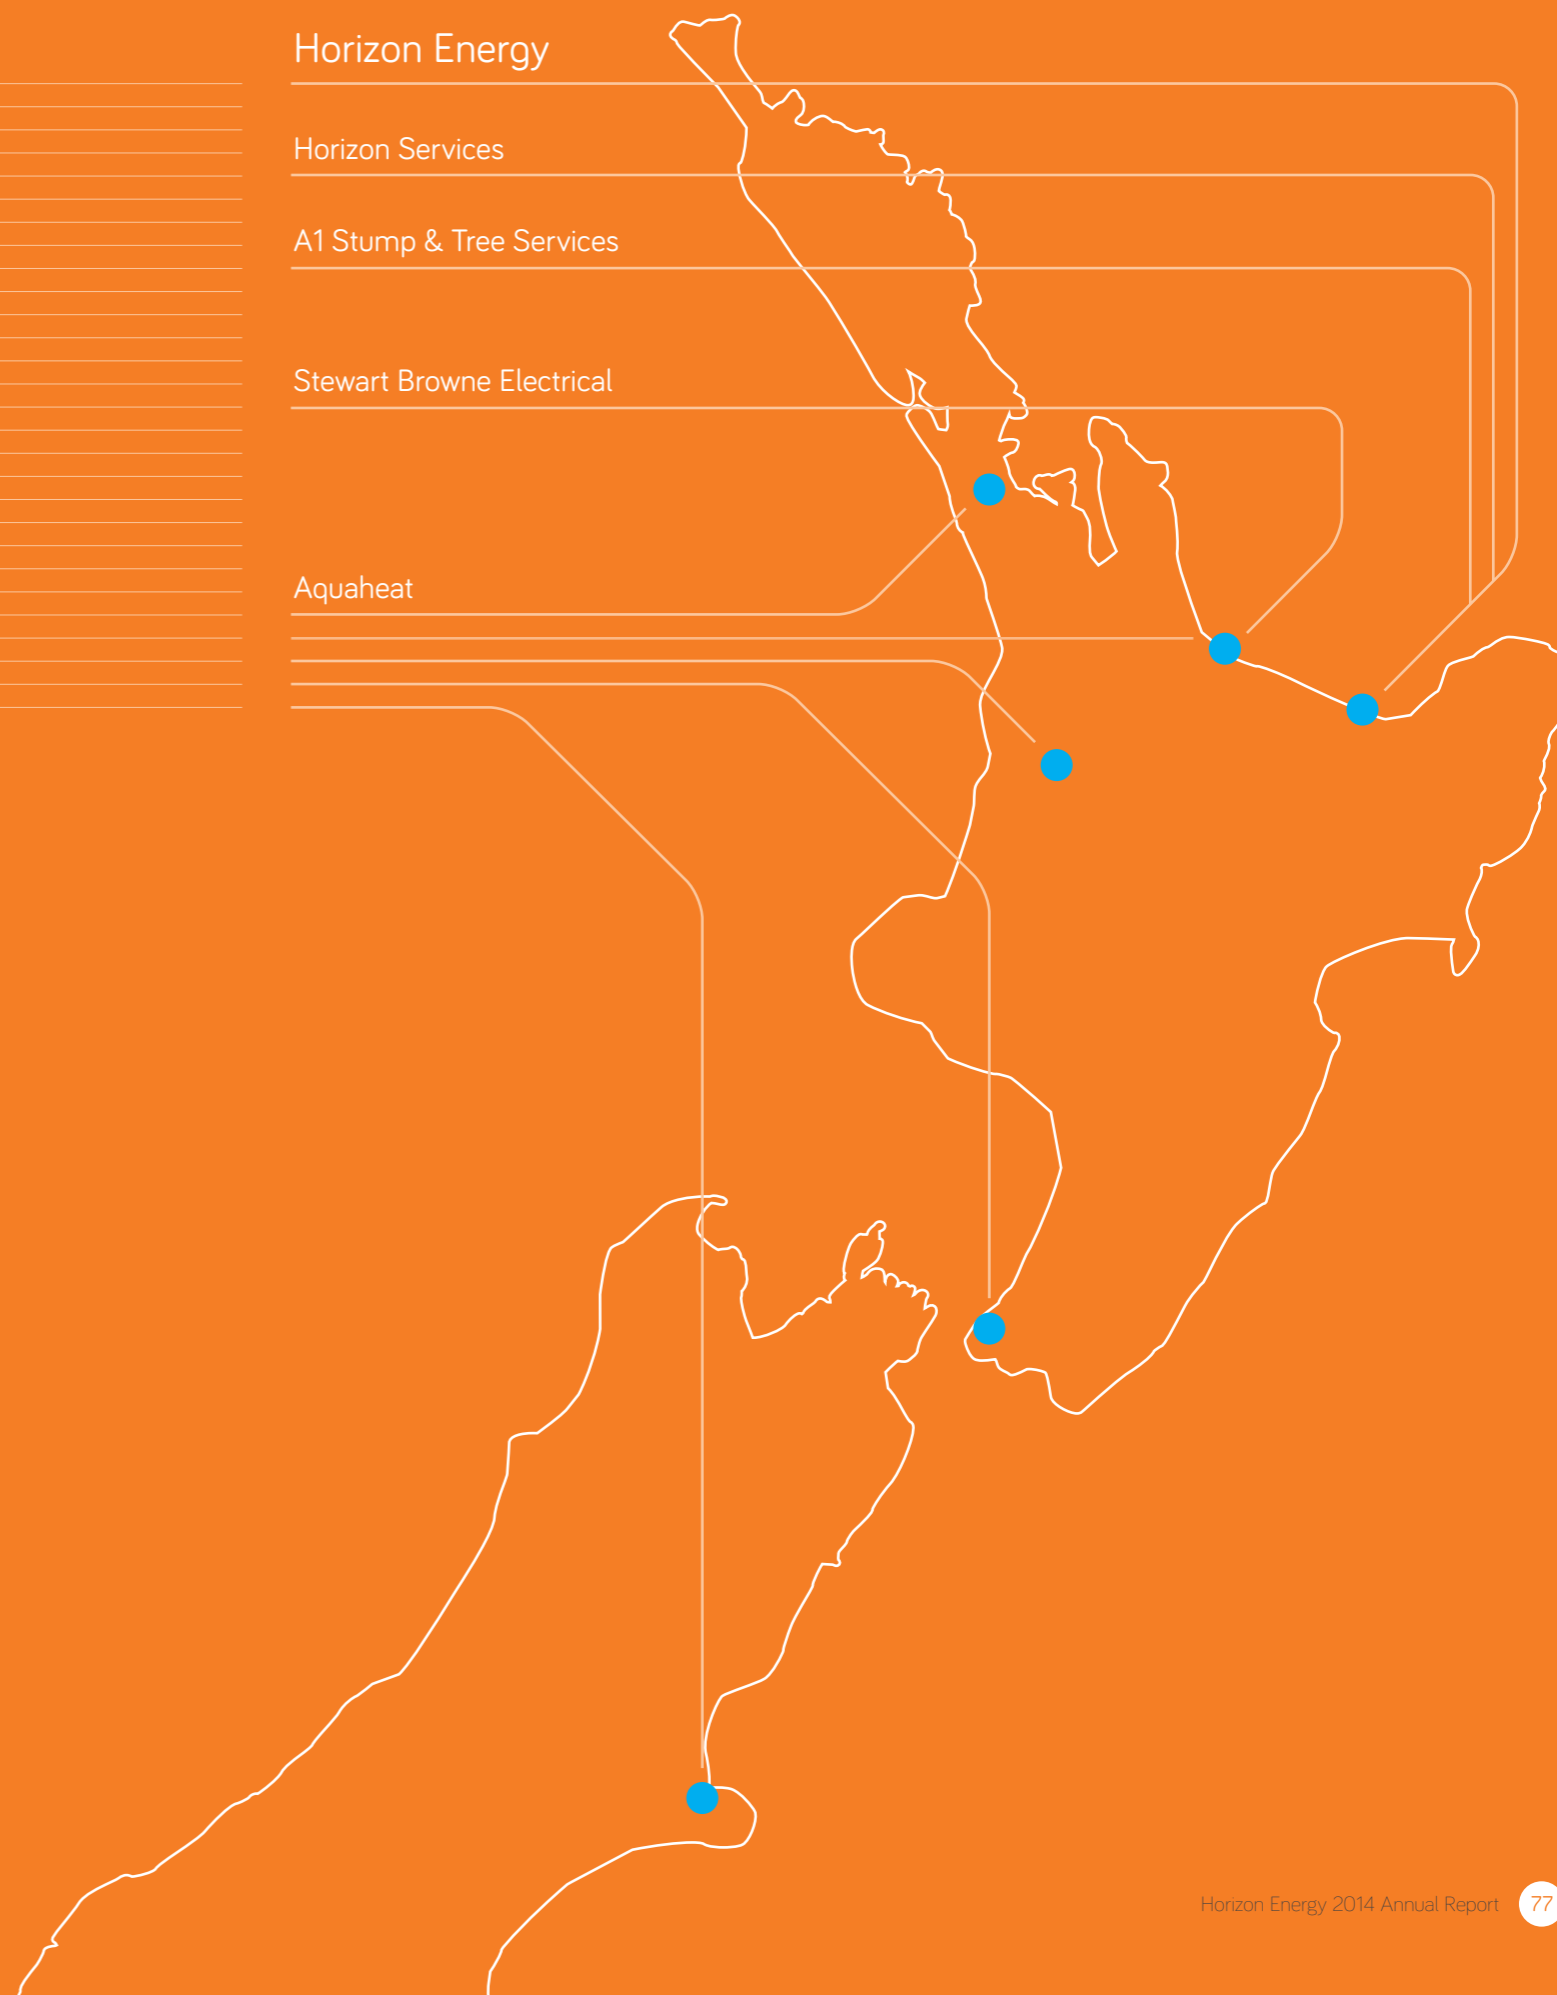 Horizon Energy
Horizon Services
A1 Stump & Tree Services
Stewart Browne Electrical
Aquaheat
Horizon Energy 2014 Annual Report 77